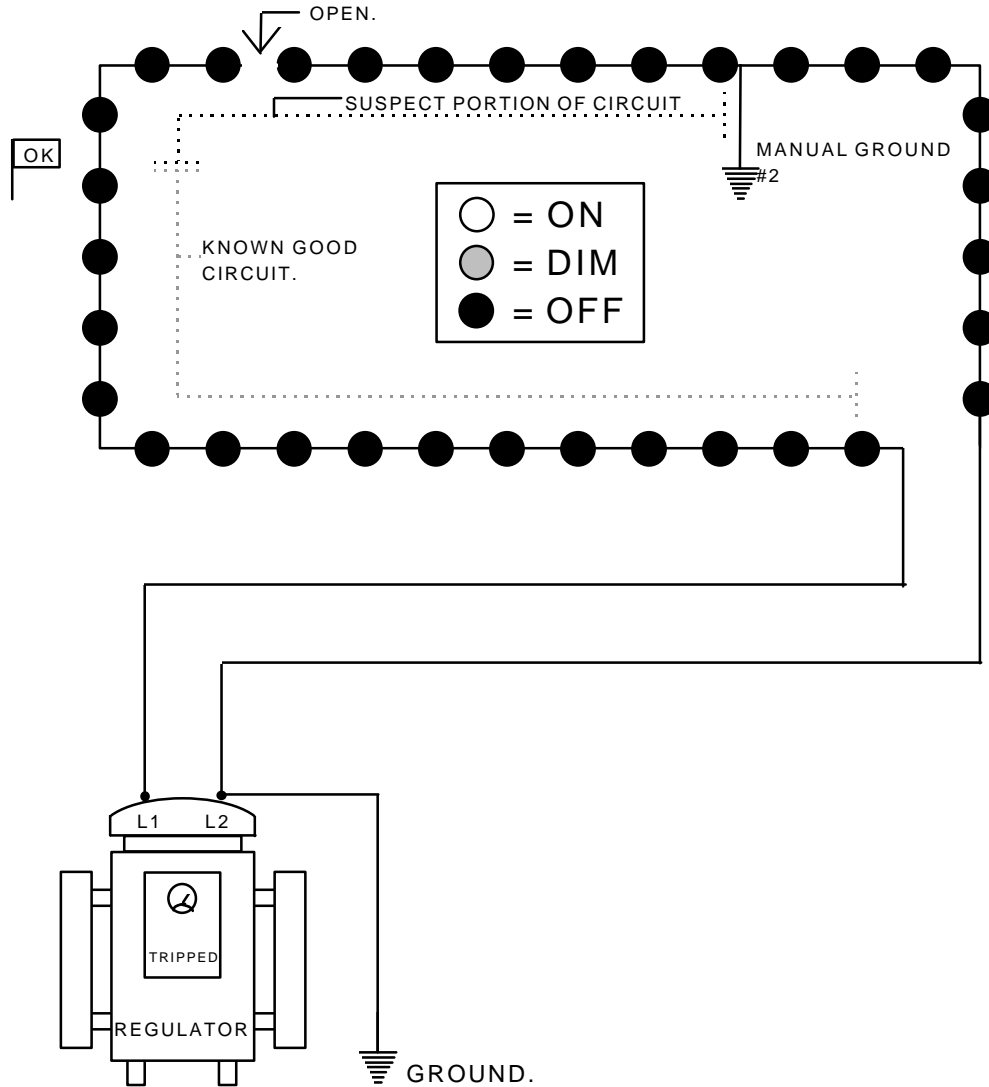 OPEN.
SUSPECT PORTION OF CIRCUIT
OK
MANUAL GROUND
#2
= ON
= DIM
= OFF
KNOWN GOOD
CIRCUIT.
L1 L2
TRIPPED
REGULATOR
GROUND.